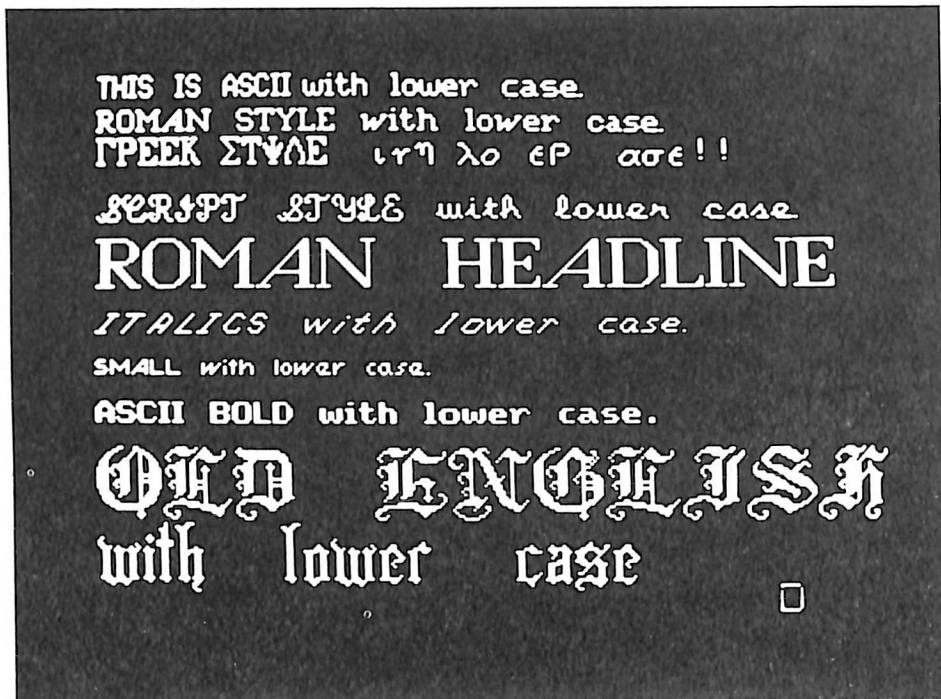 THIS IS ASCII with lower case.
ROMAN STYLE with lower case.
ΓΡΕΕΚ ΣΤΨΛΕ ιτη λο ερ ασε!!
SCRIPT STYLE with lower case
ROMAN HEADLINE
ITALICS with lower case.
SMALL with lower case.
ASCII BOLD with lower case.
OLD ENGLISH
with lower case